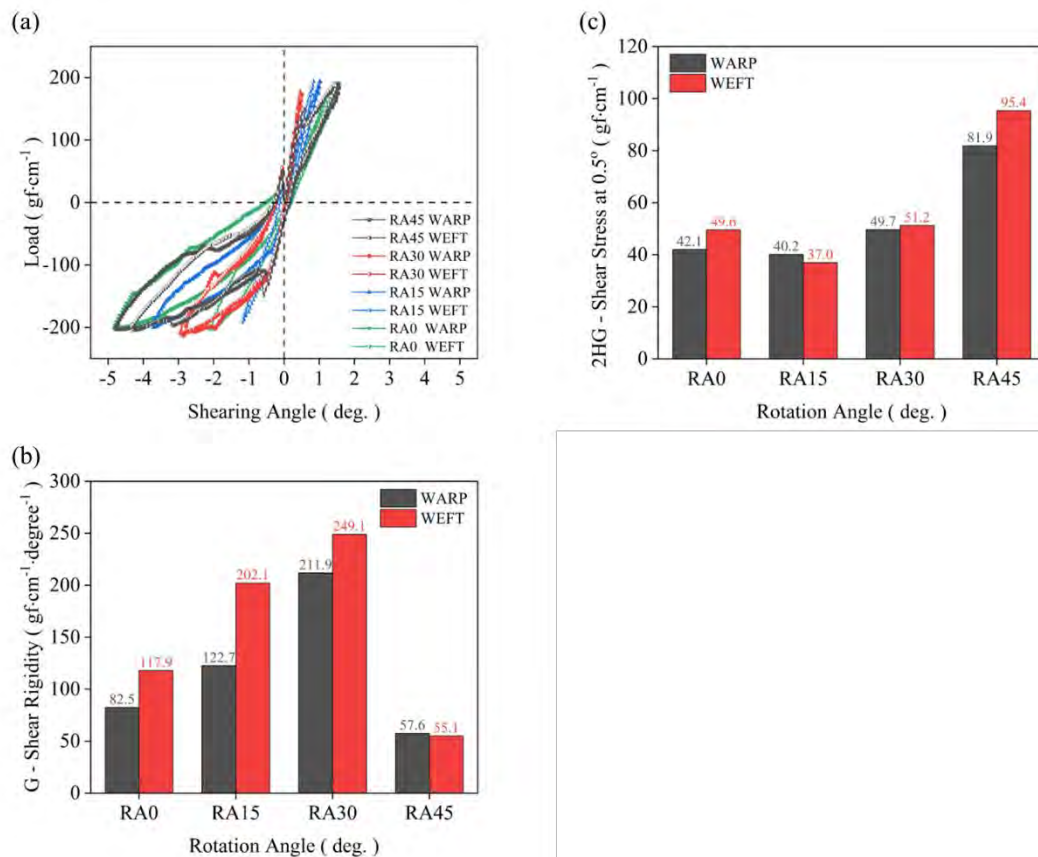 (a)
200
100
0
-100
-200
Load ( gf·cm⁻¹ )
-5 -4 -3 -2 -1 0 1 2 3 4 5
Shearing Angle ( deg. )
RA45 WARP
RA45 WEFT
RA30 WARP
RA30 WEFT
RA15 WARP
RA15 WEFT
RA0 WARP
RA0 WEFT
(c)
120
100
80
60
40
20
0
2HG - Shear Stress at 0.5° ( gf·cm⁻¹ )
WARP
WEFT
42.1 49.6 40.2 37.0 49.7 51.2 81.9 95.4
RA0 RA15 RA30 RA45
Rotation Angle ( deg. )
(b)
300
250
200
150
100
50
0
G - Shear Rigidity ( gf·cm⁻¹·degree⁻¹ )
WARP
WEFT
82.5 117.9 122.7 202.1 211.9 249.1 57.6 55.1
RA0 RA15 RA30 RA45
Rotation Angle ( deg. )